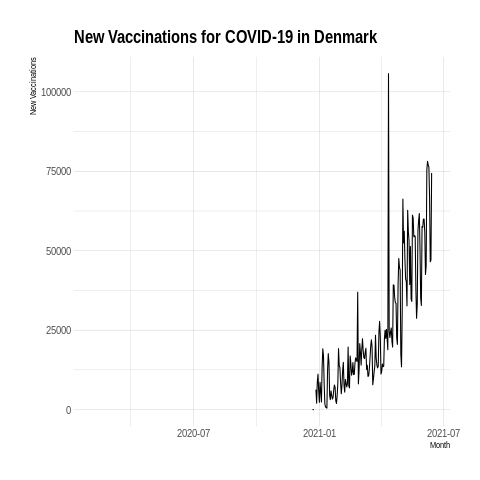 New Vaccinations for COVID-19 in Denmark
New Vaccinations
100000
75000
50000
25000
0
2020-07
2021-01
2021-07
Month